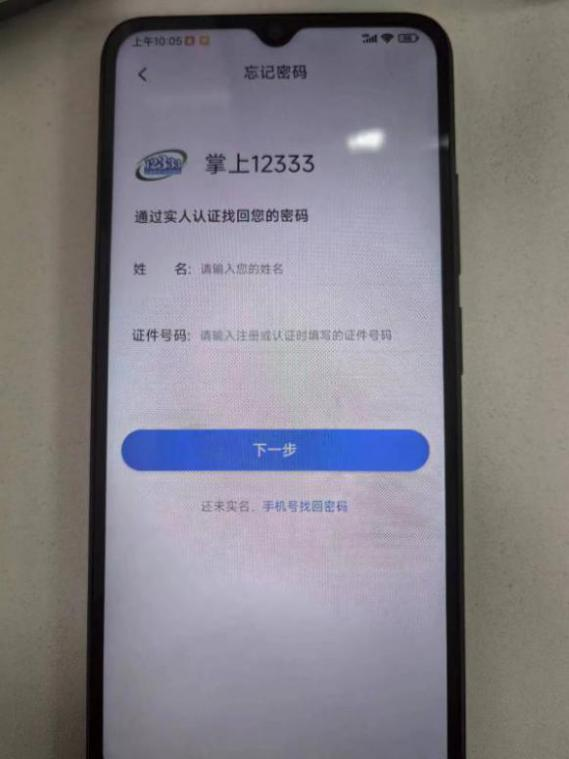 上午10:05
忘记密码
12333
掌上12333
通过实人认证找回您的密码
姓 名: 请输入您的姓名
证件号码: 请输入注册或认证时填写的证件号码
下一步
还未实名，手机号找回密码